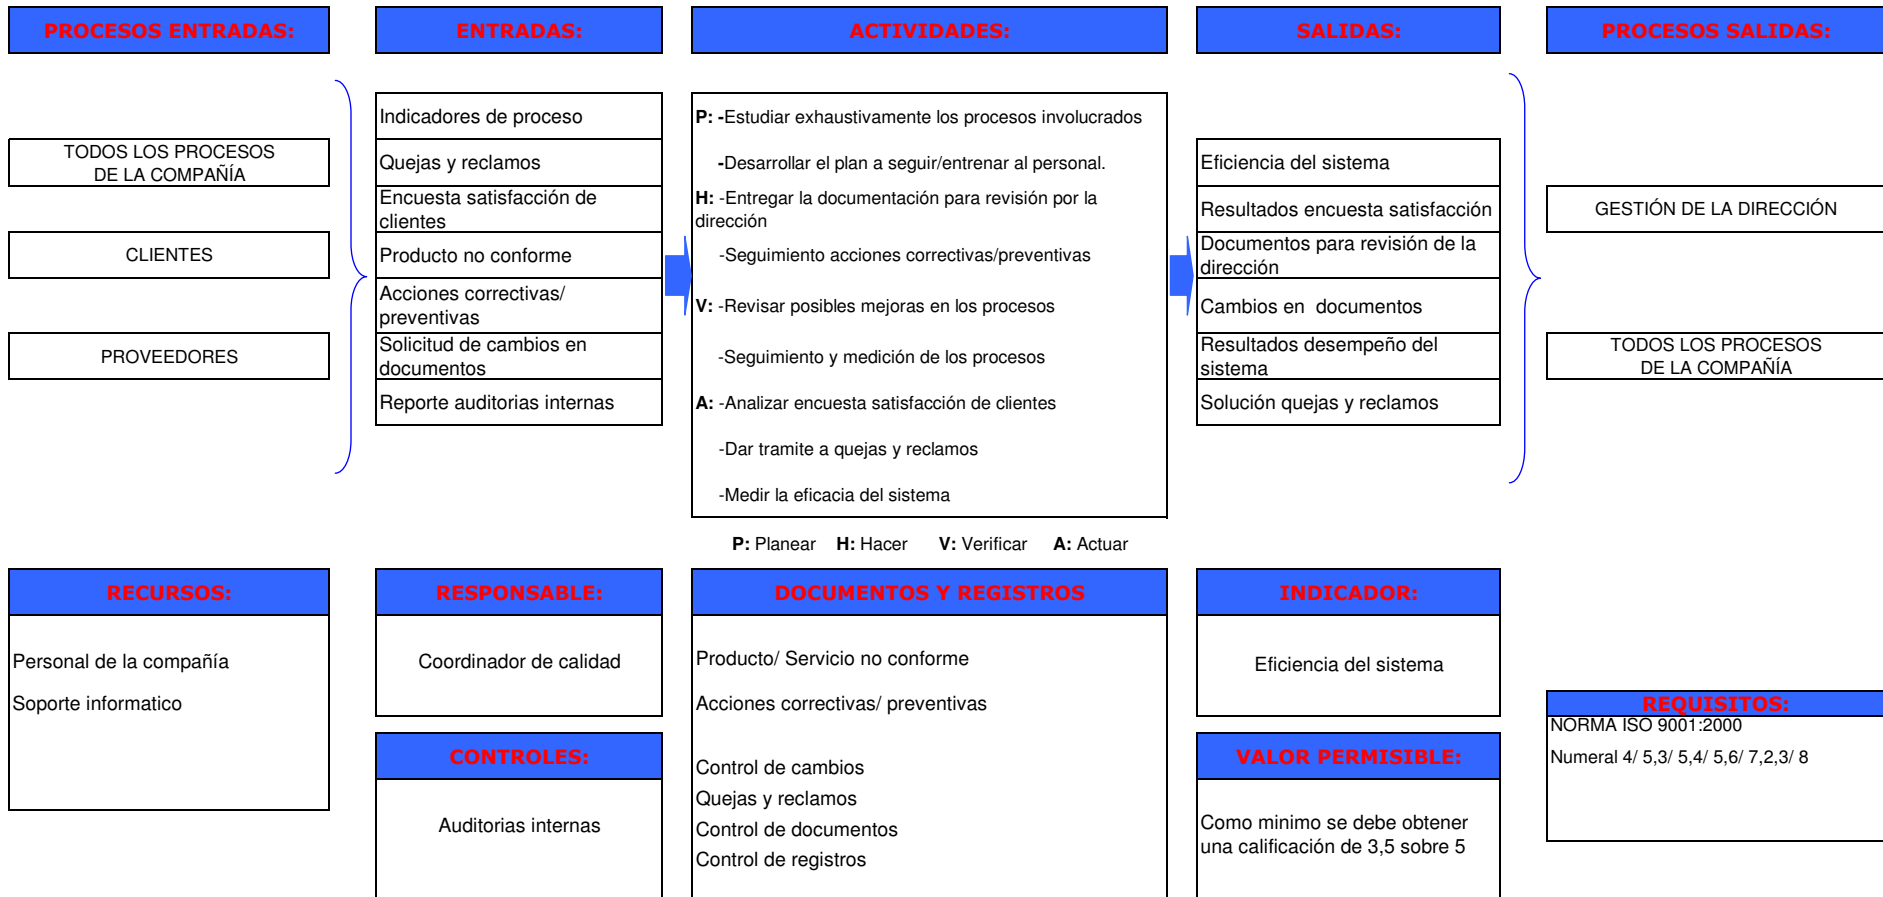 PROCESOS ENTRADAS:
ENTRADAS:
ACTIVIDADES:
SALIDAS:
PROCESOS SALIDAS:
TODOS LOS PROCESOS
DE LA COMPAÑÍA
CLIENTES
PROVEEDORES
Indicadores de proceso
Quejas y reclamos
Encuesta satisfacción de
clientes
Producto no conforme
Acciones correctivas/
preventivas
Solicitud de cambios en
documentos
Reporte auditorias internas
P: -Estudiar exhaustivamente los procesos involucrados
-Desarrollar el plan a seguir/entrenar al personal.
H: -Entregar la documentación para revisión por la
dirección
-Seguimiento acciones correctivas/preventivas
V: -Revisar posibles mejoras en los procesos
-Seguimiento y medición de los procesos
A: -Analizar encuesta satisfacción de clientes
-Dar tramite a quejas y reclamos
-Medir la eficacia del sistema
P: Planear H: Hacer V: Verificar A: Actuar
Eficiencia del sistema
Resultados encuesta satisfacción
Documentos para revisión de la
dirección
Cambios en documentos
Resultados desempeño del
sistema
Solución quejas y reclamos
GESTIÓN DE LA DIRECCIÓN
TODOS LOS PROCESOS
DE LA COMPAÑÍA
RECURSOS:
Personal de la compañía
Soporte informatico
RESPONSABLE:
Coordinador de calidad
CONTROLES:
Auditorias internas
DOCUMENTOS Y REGISTROS
Producto/ Servicio no conforme
Acciones correctivas/ preventivas
Control de cambios
Quejas y reclamos
Control de documentos
Control de registros
INDICADOR:
Eficiencia del sistema
VALOR PERMISIBLE:
Como minimo se debe obtener
una calificación de 3,5 sobre 5
REQUISITOS:
NORMA ISO 9001:2000
Numeral 4/ 5,3/ 5,4/ 5,6/ 7,2,3/ 8